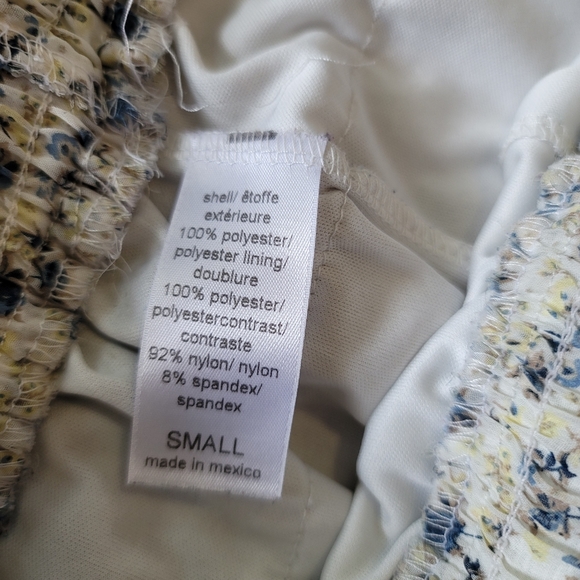 shell/ êtoffe
extérieure
100% polyester/
polyester lining/
doublure
100% polyester/
polyestercontrast/
contraste
92% nylon/ nylon
8% spandex/
spandex
SMALL
made in mexico